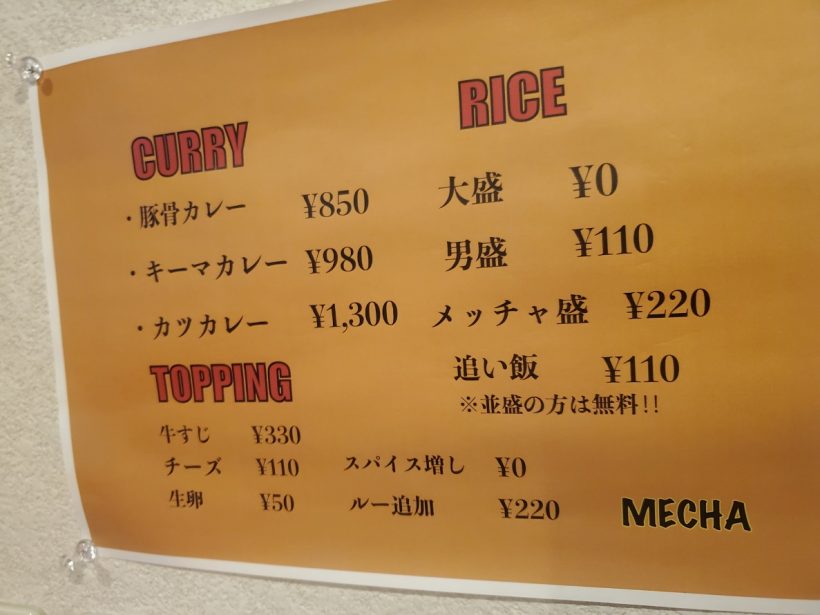 CURRY
・豚骨カレー ¥850
・キーマカレー ¥980
・カツカレー ¥1,300
RICE
大盛 ¥0
男盛 ¥110
メッチャ盛 ¥220
追い飯 ¥110
※並盛の方は無料!!
TOPPING
牛すじ ¥330
チーズ ¥110
生卵 ¥50
スパイス増し ¥0
ルー追加 ¥220
MECHA